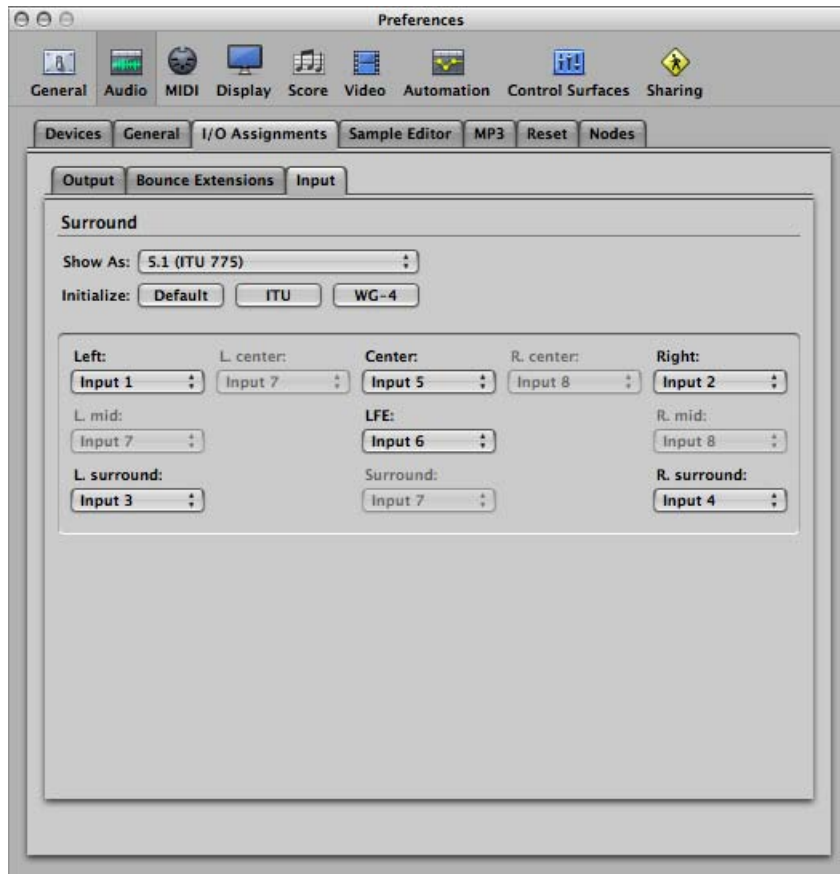 Preferences
General Audio MIDI Display Score Video Automation Control Surfaces Sharing
Devices General I/O Assignments Sample Editor MP3 Reset Nodes
Output Bounce Extensions Input
Surround
Show As: 5.1 (ITU 775)
Initialize: Default ITU WG-4
Left: L. center: Center: R. center: Right:
Input 1 Input 7 Input 5 Input 8 Input 2
L. mid: LFE: R. mid:
Input 7 Input 6 Input 8
L. surround: Surround: R. surround:
Input 3 Input 7 Input 4